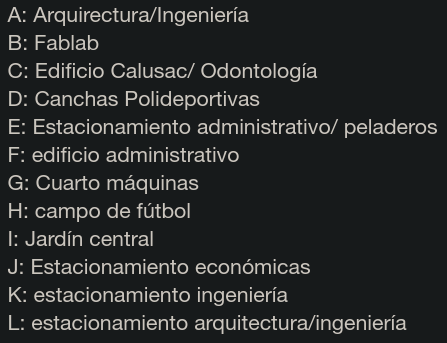 A: Arquirectura/Ingeniería
B: Fablab
C: Edificio Calusac/ Odontología
D: Canchas Polideportivas
E: Estacionamiento administrativo/ peladeros
F: edificio administrativo
G: Cuarto máquinas
H: campo de fútbol
I: Jardín central
J: Estacionamiento económicas
K: estacionamiento ingeniería
L: estacionamiento arquitectura/ingeniería